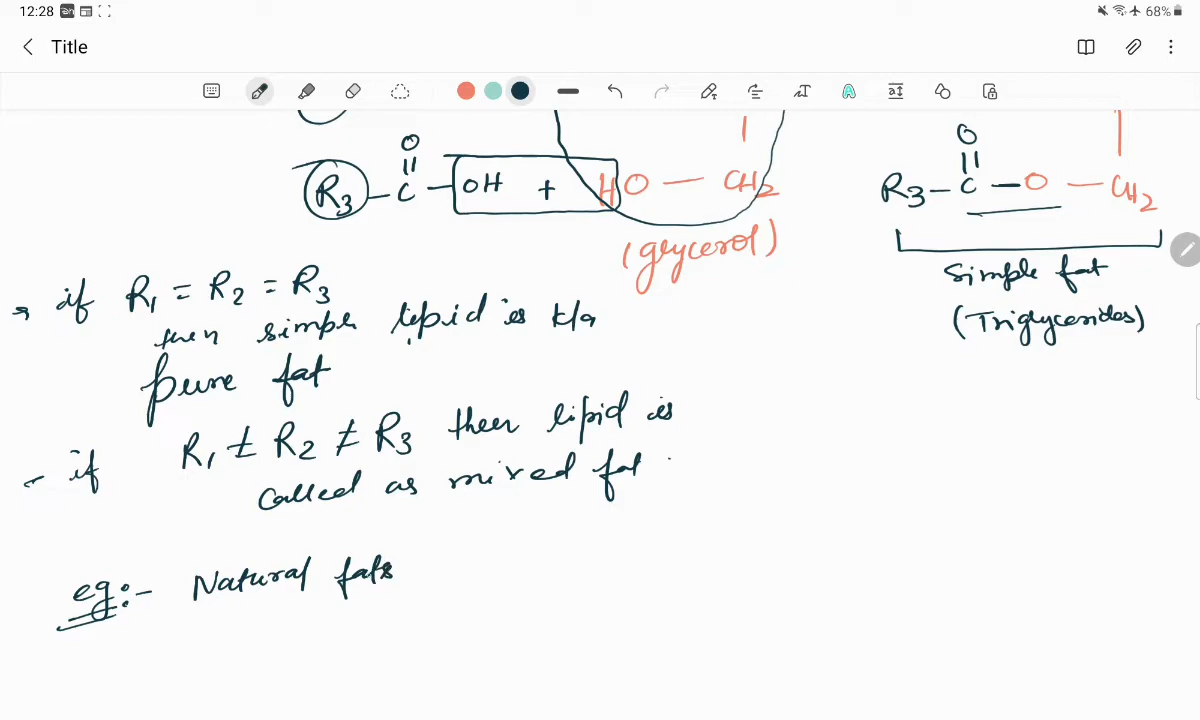 12:28 68%
Title
O O
R3 - C - OH + HO - CH2 R3 - C - O - CH2
(glycerol) Simple fat
(Triglycerides)
→ if R1 = R2 = R3
then simple lipid is k/a
pure fat
- if R1 ≠ R2 ≠ R3 then lipid is
called as mixed fat.
eg:- Natural fats